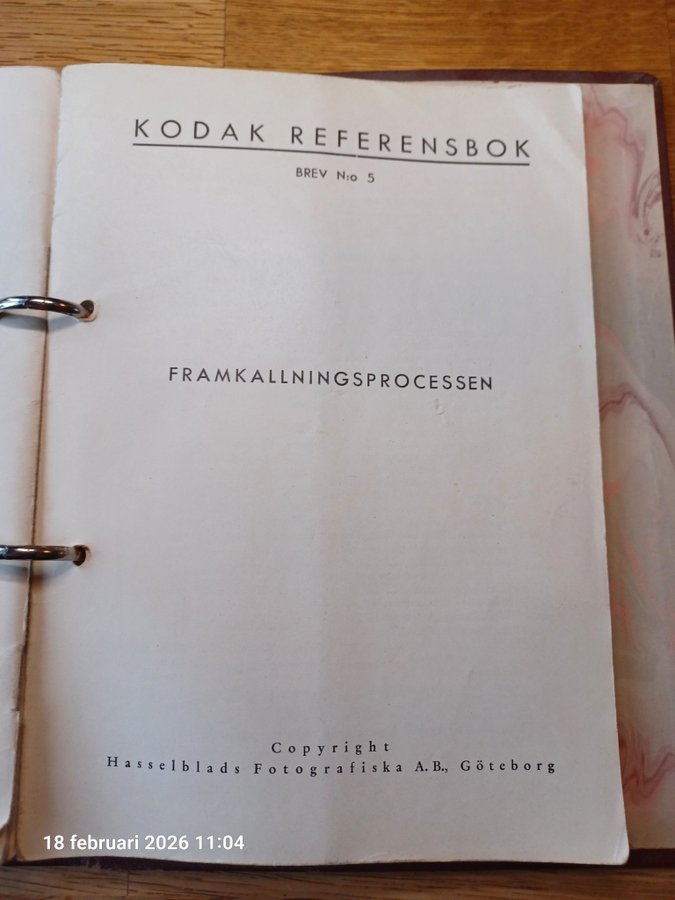 KODAK REFERENSBOK
BREV N:o 5
FRAMKALLNINGSPROCESSEN
Copyright
Hasselblads Fotografiska A.B., Göteborg
18 februari 2026 11:04